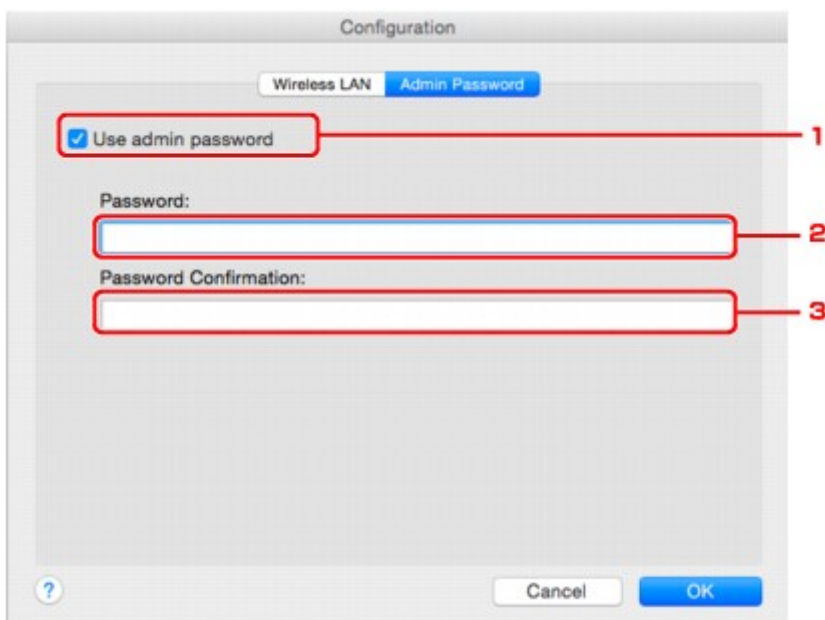 Configuration
Wireless LAN Admin Password
Use admin password 1
Password:
2
Password Confirmation:
3
? Cancel OK